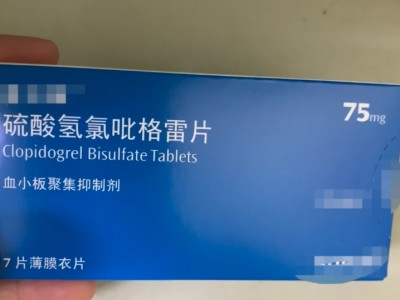 75mg
硫酸氢氯吡格雷片
Clopidogrel Bisulfate Tablets
血小板聚集抑制剂
7片薄膜衣片